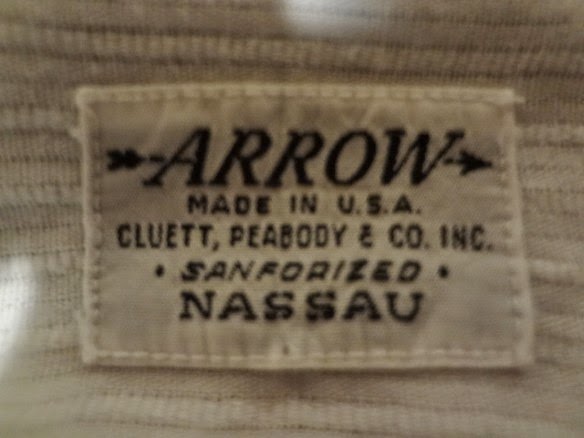 ARROW
MADE IN U.S.A.
CLUETT, PEABODY & CO. INC.
• SANFORIZED •
NASSAU